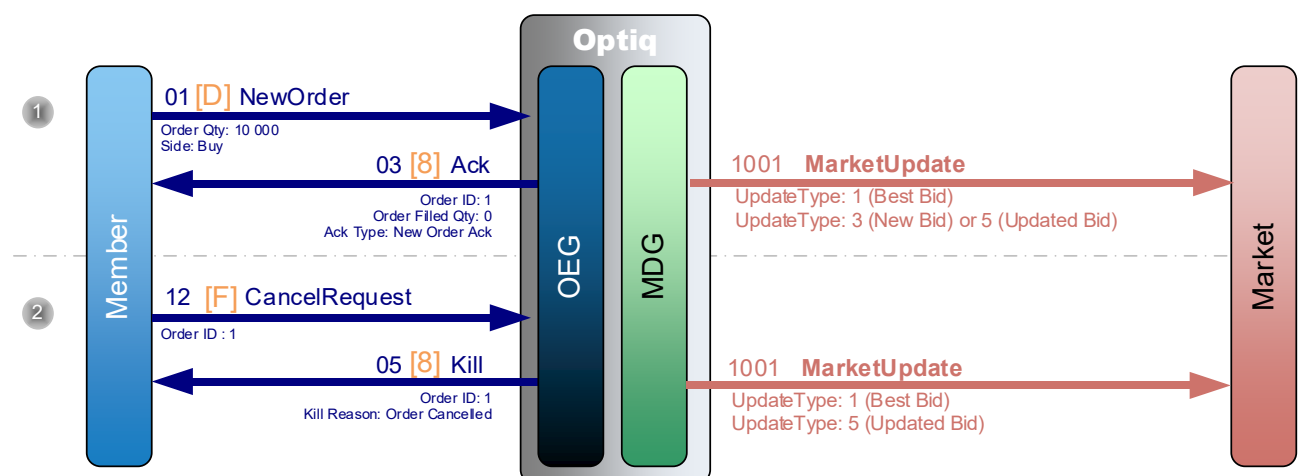 Optiq
1
01 [D] NewOrder
Order Qty: 10 000
Side: Buy
03 [8] Ack
Order ID: 1
Order Filled Qty: 0
Ack Type: New Order Ack
1001 MarketUpdate
UpdateType: 1 (Best Bid)
UpdateType: 3 (New Bid) or 5 (Updated Bid)
Member
OEG
MDG
Market
2
12 [F] CancelRequest
Order ID : 1
05 [8] Kill
Order ID: 1
Kill Reason: Order Cancelled
1001 MarketUpdate
UpdateType: 1 (Best Bid)
UpdateType: 5 (Updated Bid)